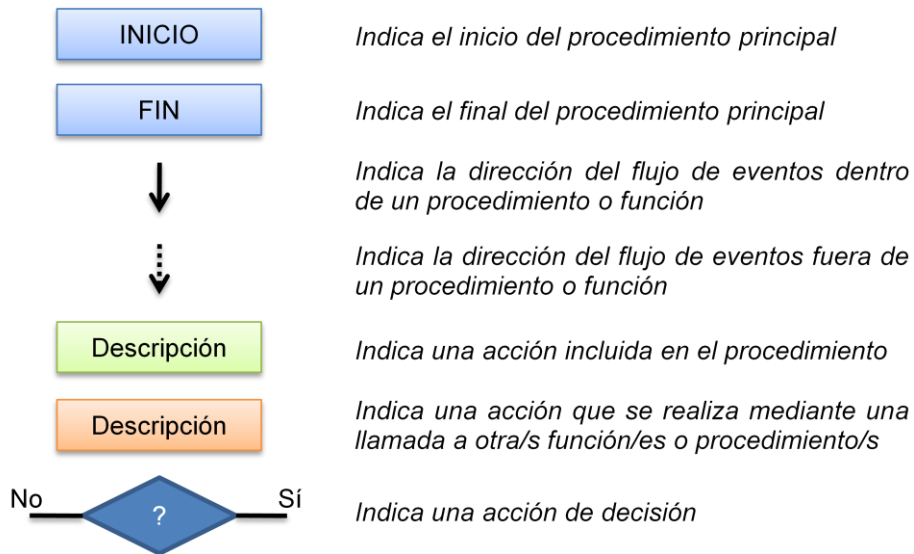 INICIO
Indica el inicio del procedimiento principal
FIN
Indica el final del procedimiento principal
Indica la dirección del flujo de eventos dentro
de un procedimiento o función
Indica la dirección del flujo de eventos fuera de
un procedimiento o función
Descripción
Indica una acción incluida en el procedimiento
Descripción
Indica una acción que se realiza mediante una
llamada a otra/s función/es o procedimiento/s
No
?
Sí
Indica una acción de decisión